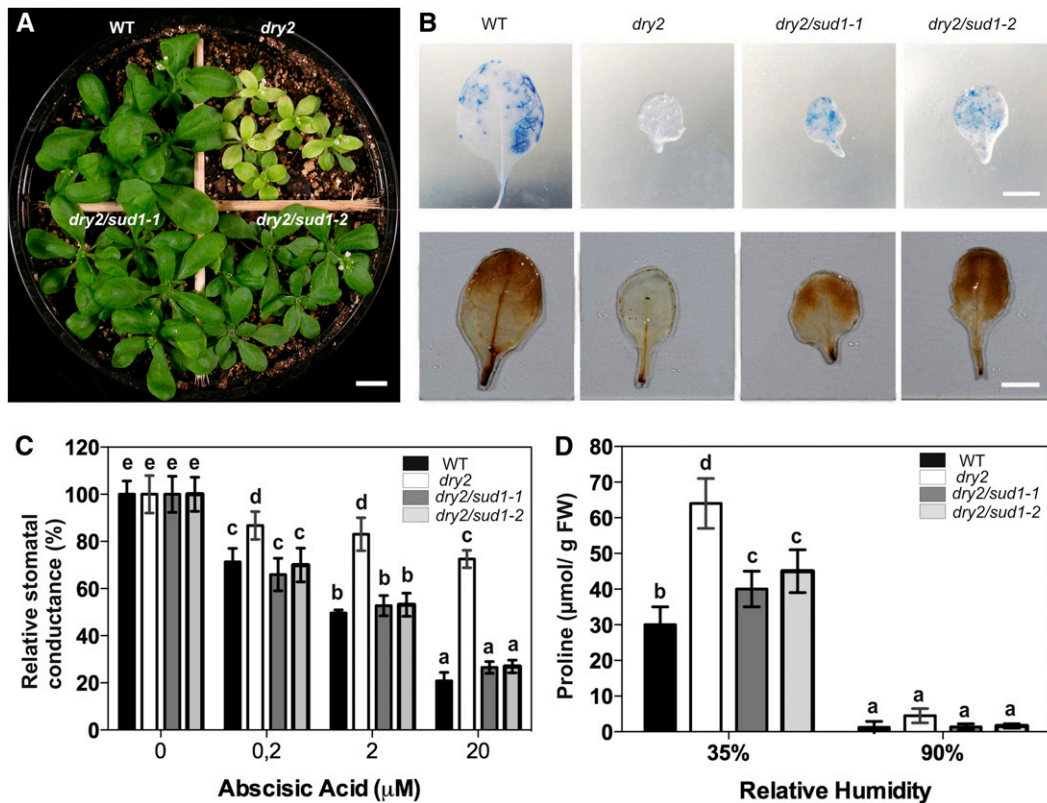 A
WT
dry2
dry2/sud1-1
dry2/sud1-2
B
WT
dry2
dry2/sud1-1
dry2/sud1-2
C
Relative stomatal
conductance (%)
120
100
80
60
40
20
0
e e e e
c d c c
b d b b
a c a a
WT
dry2
dry2/sud1-1
dry2/sud1-2
0 0,2 2 20
Abscisic Acid (μM)
D
Proline (μmol/ g FW)
80
70
60
50
40
30
20
10
0
b d c c
a a a a
WT
dry2
dry2/sud1-1
dry2/sud1-2
35% 90%
Relative Humidity